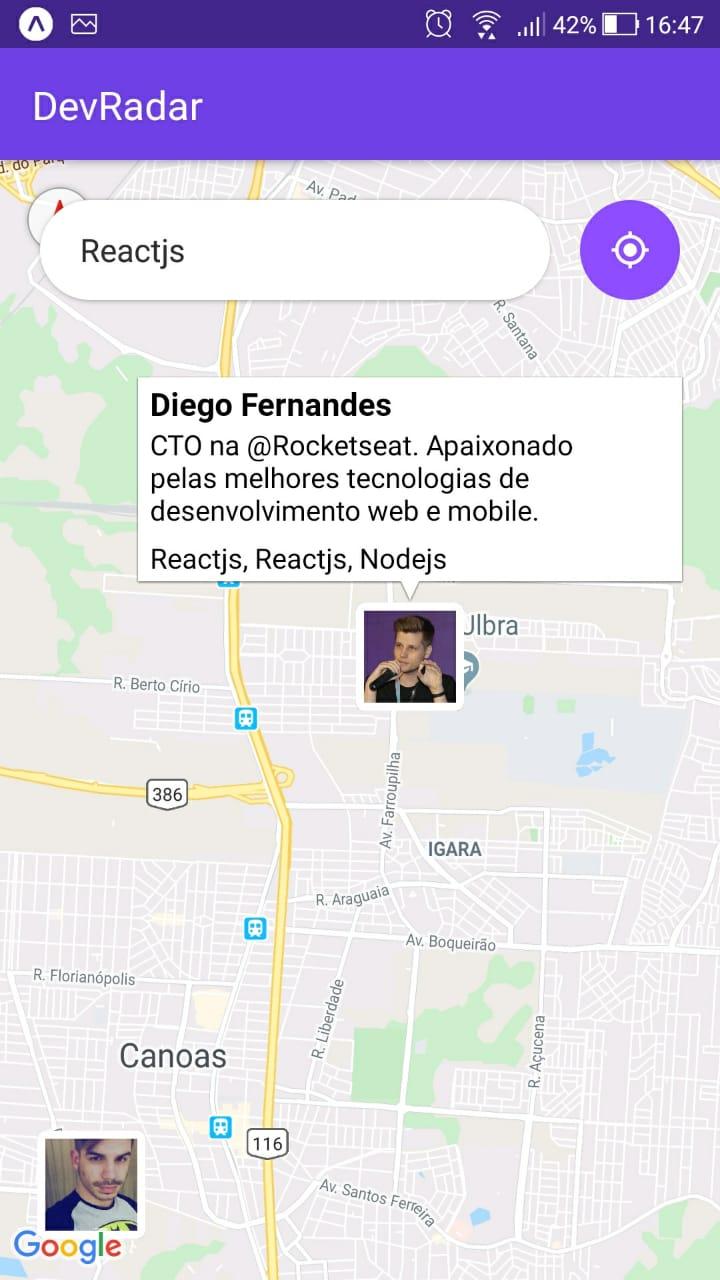 42% 16:47
DevRadar
Av. Pad
Reactjs
R. Santana
Diego Fernandes
CTO na @Rocketseat. Apaixonado
pelas melhores tecnologias de
desenvolvimento web e mobile.
Reactjs, Reactjs, Nodejs
Ulbra
R. Berto Círio
386
Av. Farroupilha
IGARA
R. Araguaia
Av. Boqueirão
R. Florianópolis
R. Liberdade
R. Açucena
Canoas
116
Av. Santos Ferreira
Google